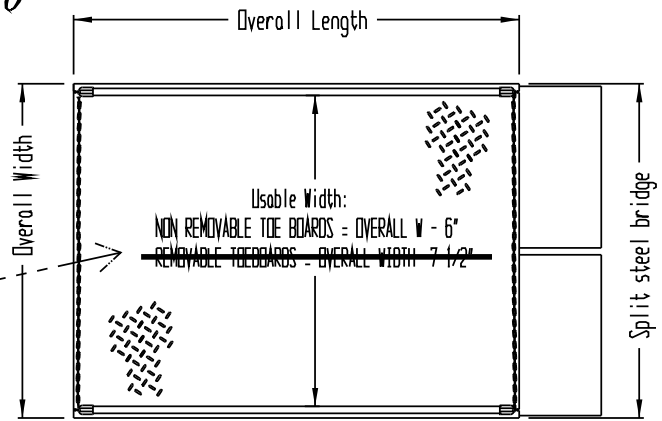 Overall Length
Overall Width
Usable Width:
NON REMOVABLE TOE BOARDS = OVERALL W - 6"
REMOVABLE TOEBOARDS = OVERALL WIDTH 7 1/2"
Split steel bridge